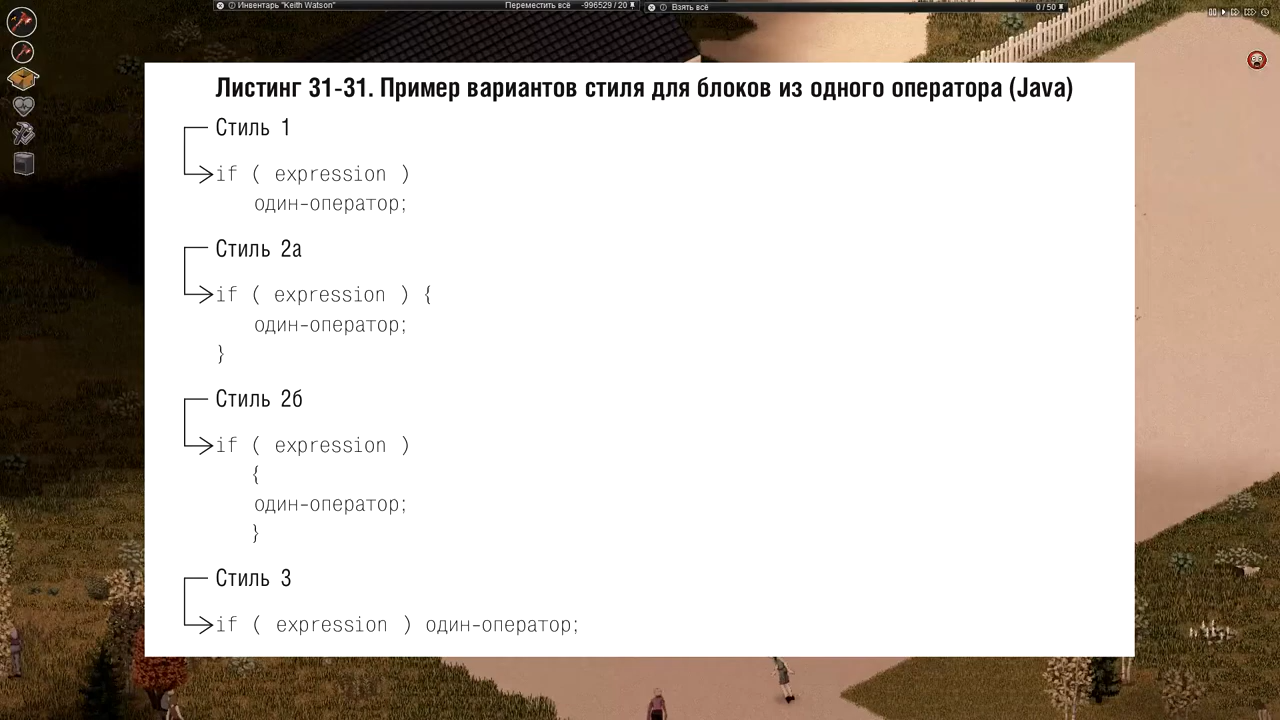 Инвентарь "Keith Watson" Переместить всё -996529 / 20 Взять всё 0 / 50
Листинг 31-31. Пример вариантов стиля для блоков из одного оператора (Java)
Стиль 1
if ( expression )
один-оператор;
Стиль 2а
if ( expression ) {
один-оператор;
}
Стиль 2б
if ( expression )
{
один-оператор;
}
Стиль 3
if ( expression ) один-оператор;